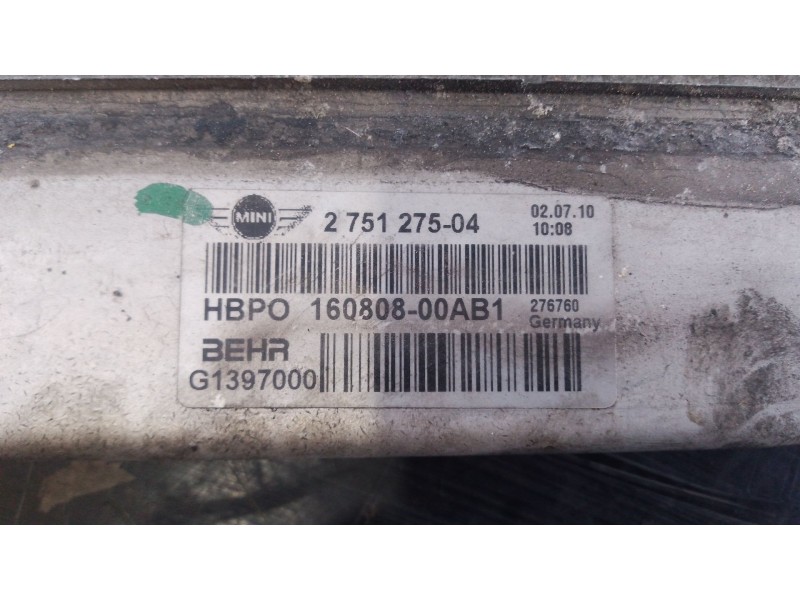 MINI 2 751 275-04 02.07.10
10:08
HBPO 160808-00AB1 276760
Germany
BEHR
G1397000